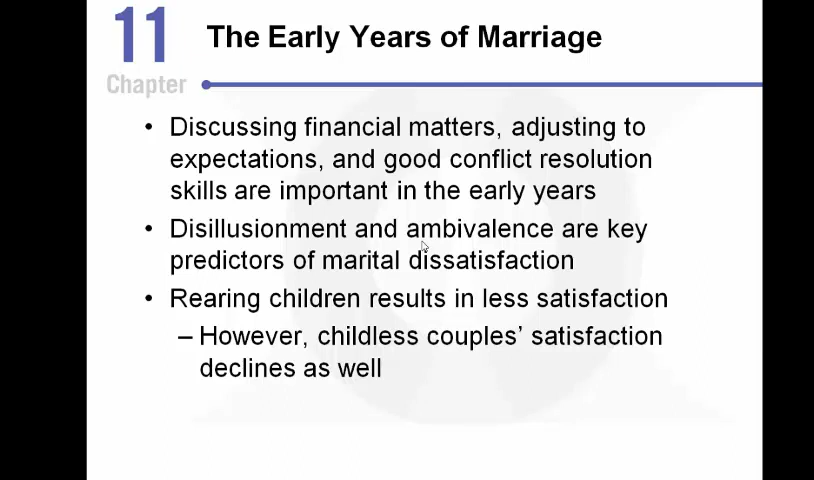 11
Chapter
The Early Years of Marriage
• Discussing financial matters, adjusting to
expectations, and good conflict resolution
skills are important in the early years
• Disillusionment and ambivalence are key
predictors of marital dissatisfaction
• Rearing children results in less satisfaction
– However, childless couples’ satisfaction
declines as well